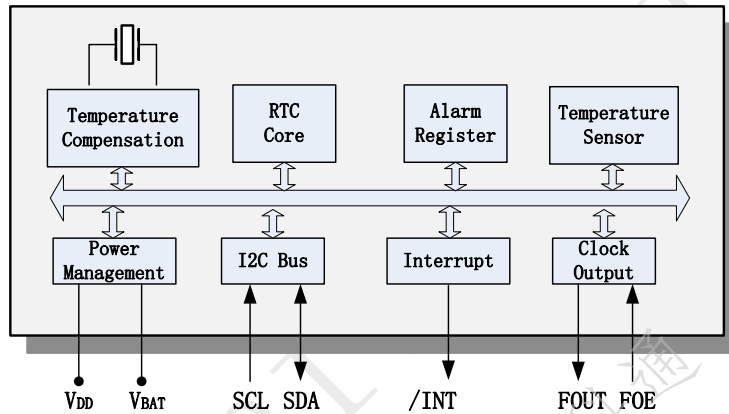 Temperature
Compensation
RTC
Core
Alarm
Register
Temperature
Sensor
Power
Management
I2C Bus
Interrupt
Clock
Output
VDD VBAT SCL SDA /INT FOUT FOE